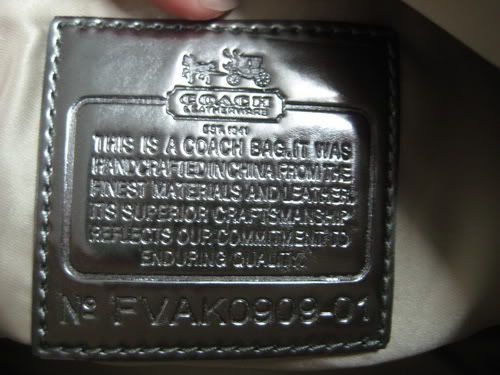 COACH
LEATHERWARE
EST. 1941
THIS IS A COACH BAG.IT WAS
HANDCRAFTED IN CHINA FROM THE
FINEST MATERIALS AND LEATHER.
ITS SUPERIOR CRAFTSMANSHIP
REFLECTS OUR COMMITMENT TO
ENDURING QUALITY.
Nº FVAK0909-01